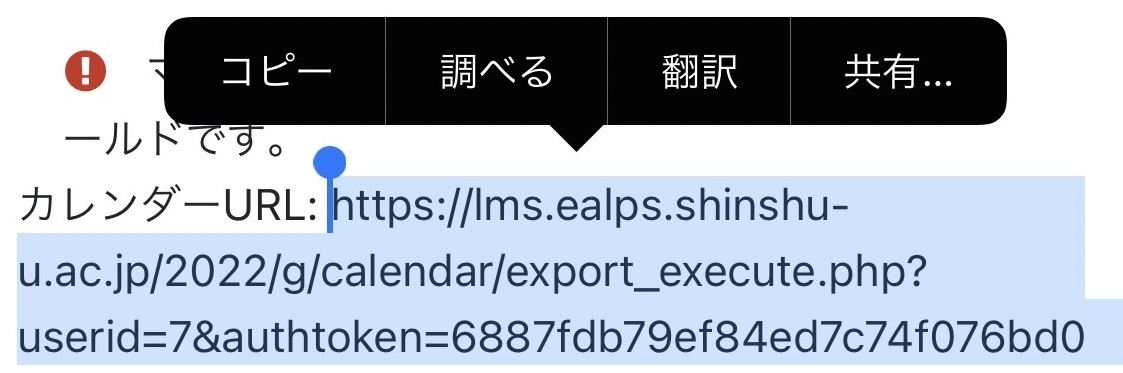 コピー 調べる 翻訳 共有...
マ
ールドです。
カレンダーURL: https://lms.ealps.shinshu-
u.ac.jp/2022/g/calendar/export_execute.php?
userid=7&authtoken=6887fdb79ef84ed7c74f076bd0